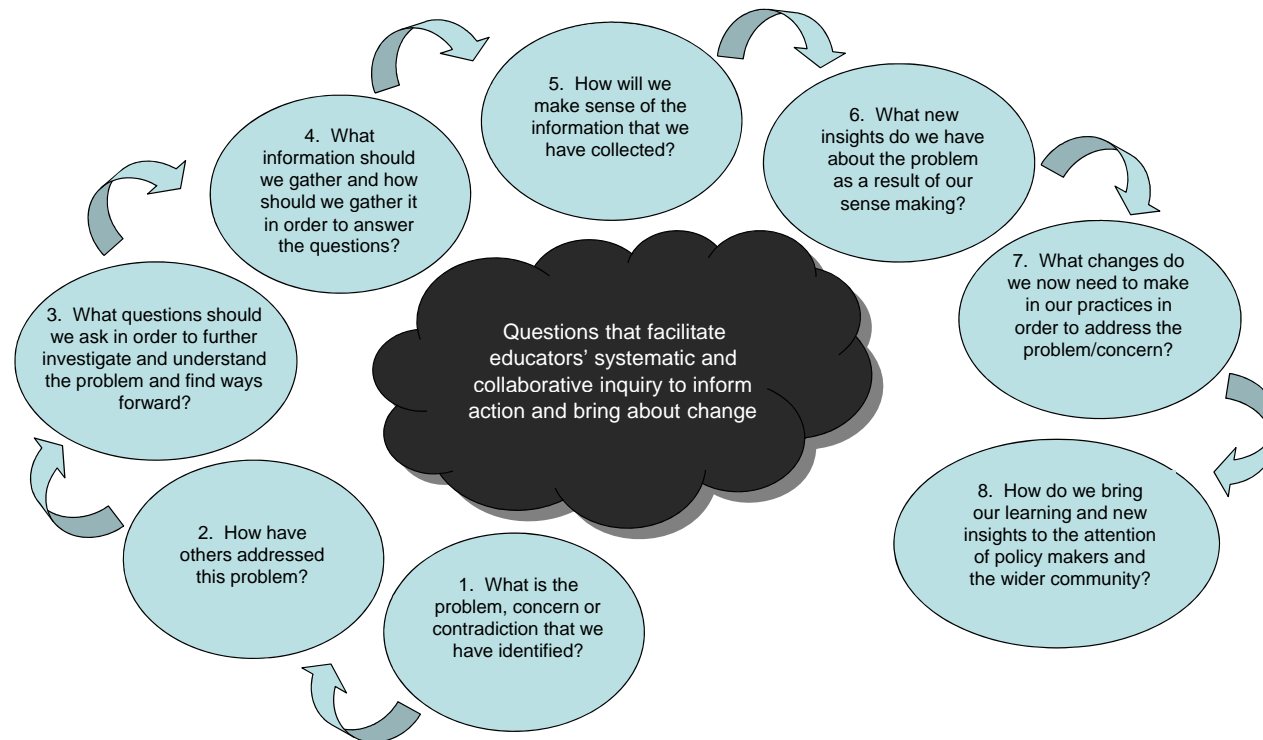 1. What is the
problem, concern or
contradiction that we
have identified?
2. How have
others addressed
this problem?
3. What questions should
we ask in order to further
investigate and understand
the problem and find ways
forward?
4. What
information should
we gather and how
should we gather it
in order to answer
the questions?
5. How will we
make sense of the
information that we
have collected?
6. What new
insights do we have
about the problem
as a result of our
sense making?
7. What changes do
we now need to make
in our practices in
order to address the
problem/concern?
8. How do we bring
our learning and new
insights to the attention
of policy makers and
the wider community?
Questions that facilitate
educators’ systematic and
collaborative inquiry to inform
action and bring about change